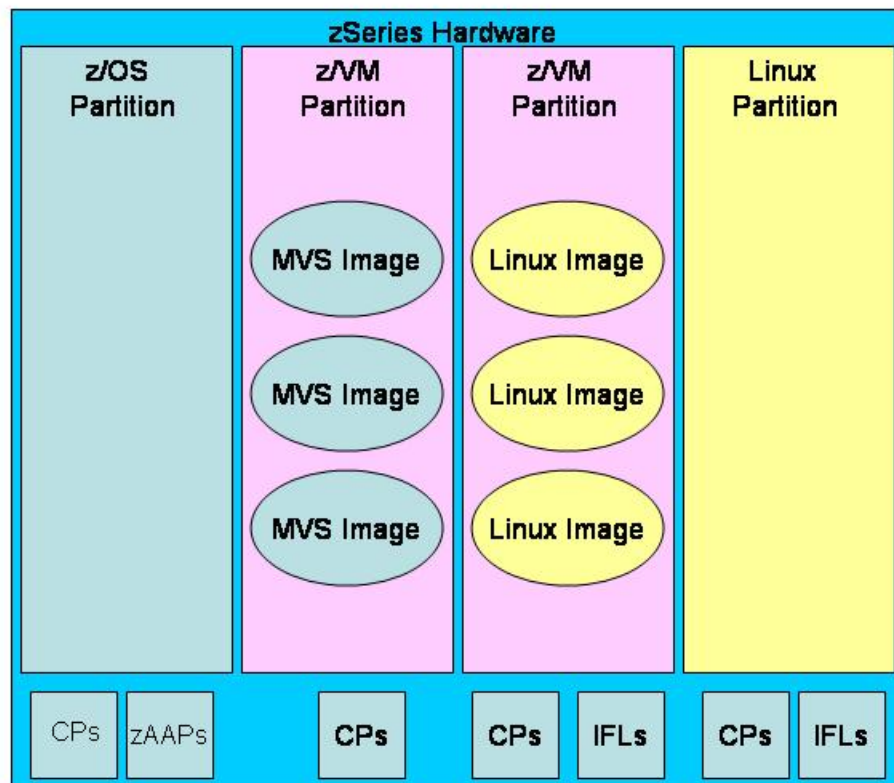 zSeries Hardware
z/OS
Partition
z/VM
Partition
z/VM
Partition
Linux
Partition
MVS Image
Linux Image
MVS Image
Linux Image
MVS Image
Linux Image
CPs
zAAPs
CPs
CPs
IFLs
CPs
IFLs